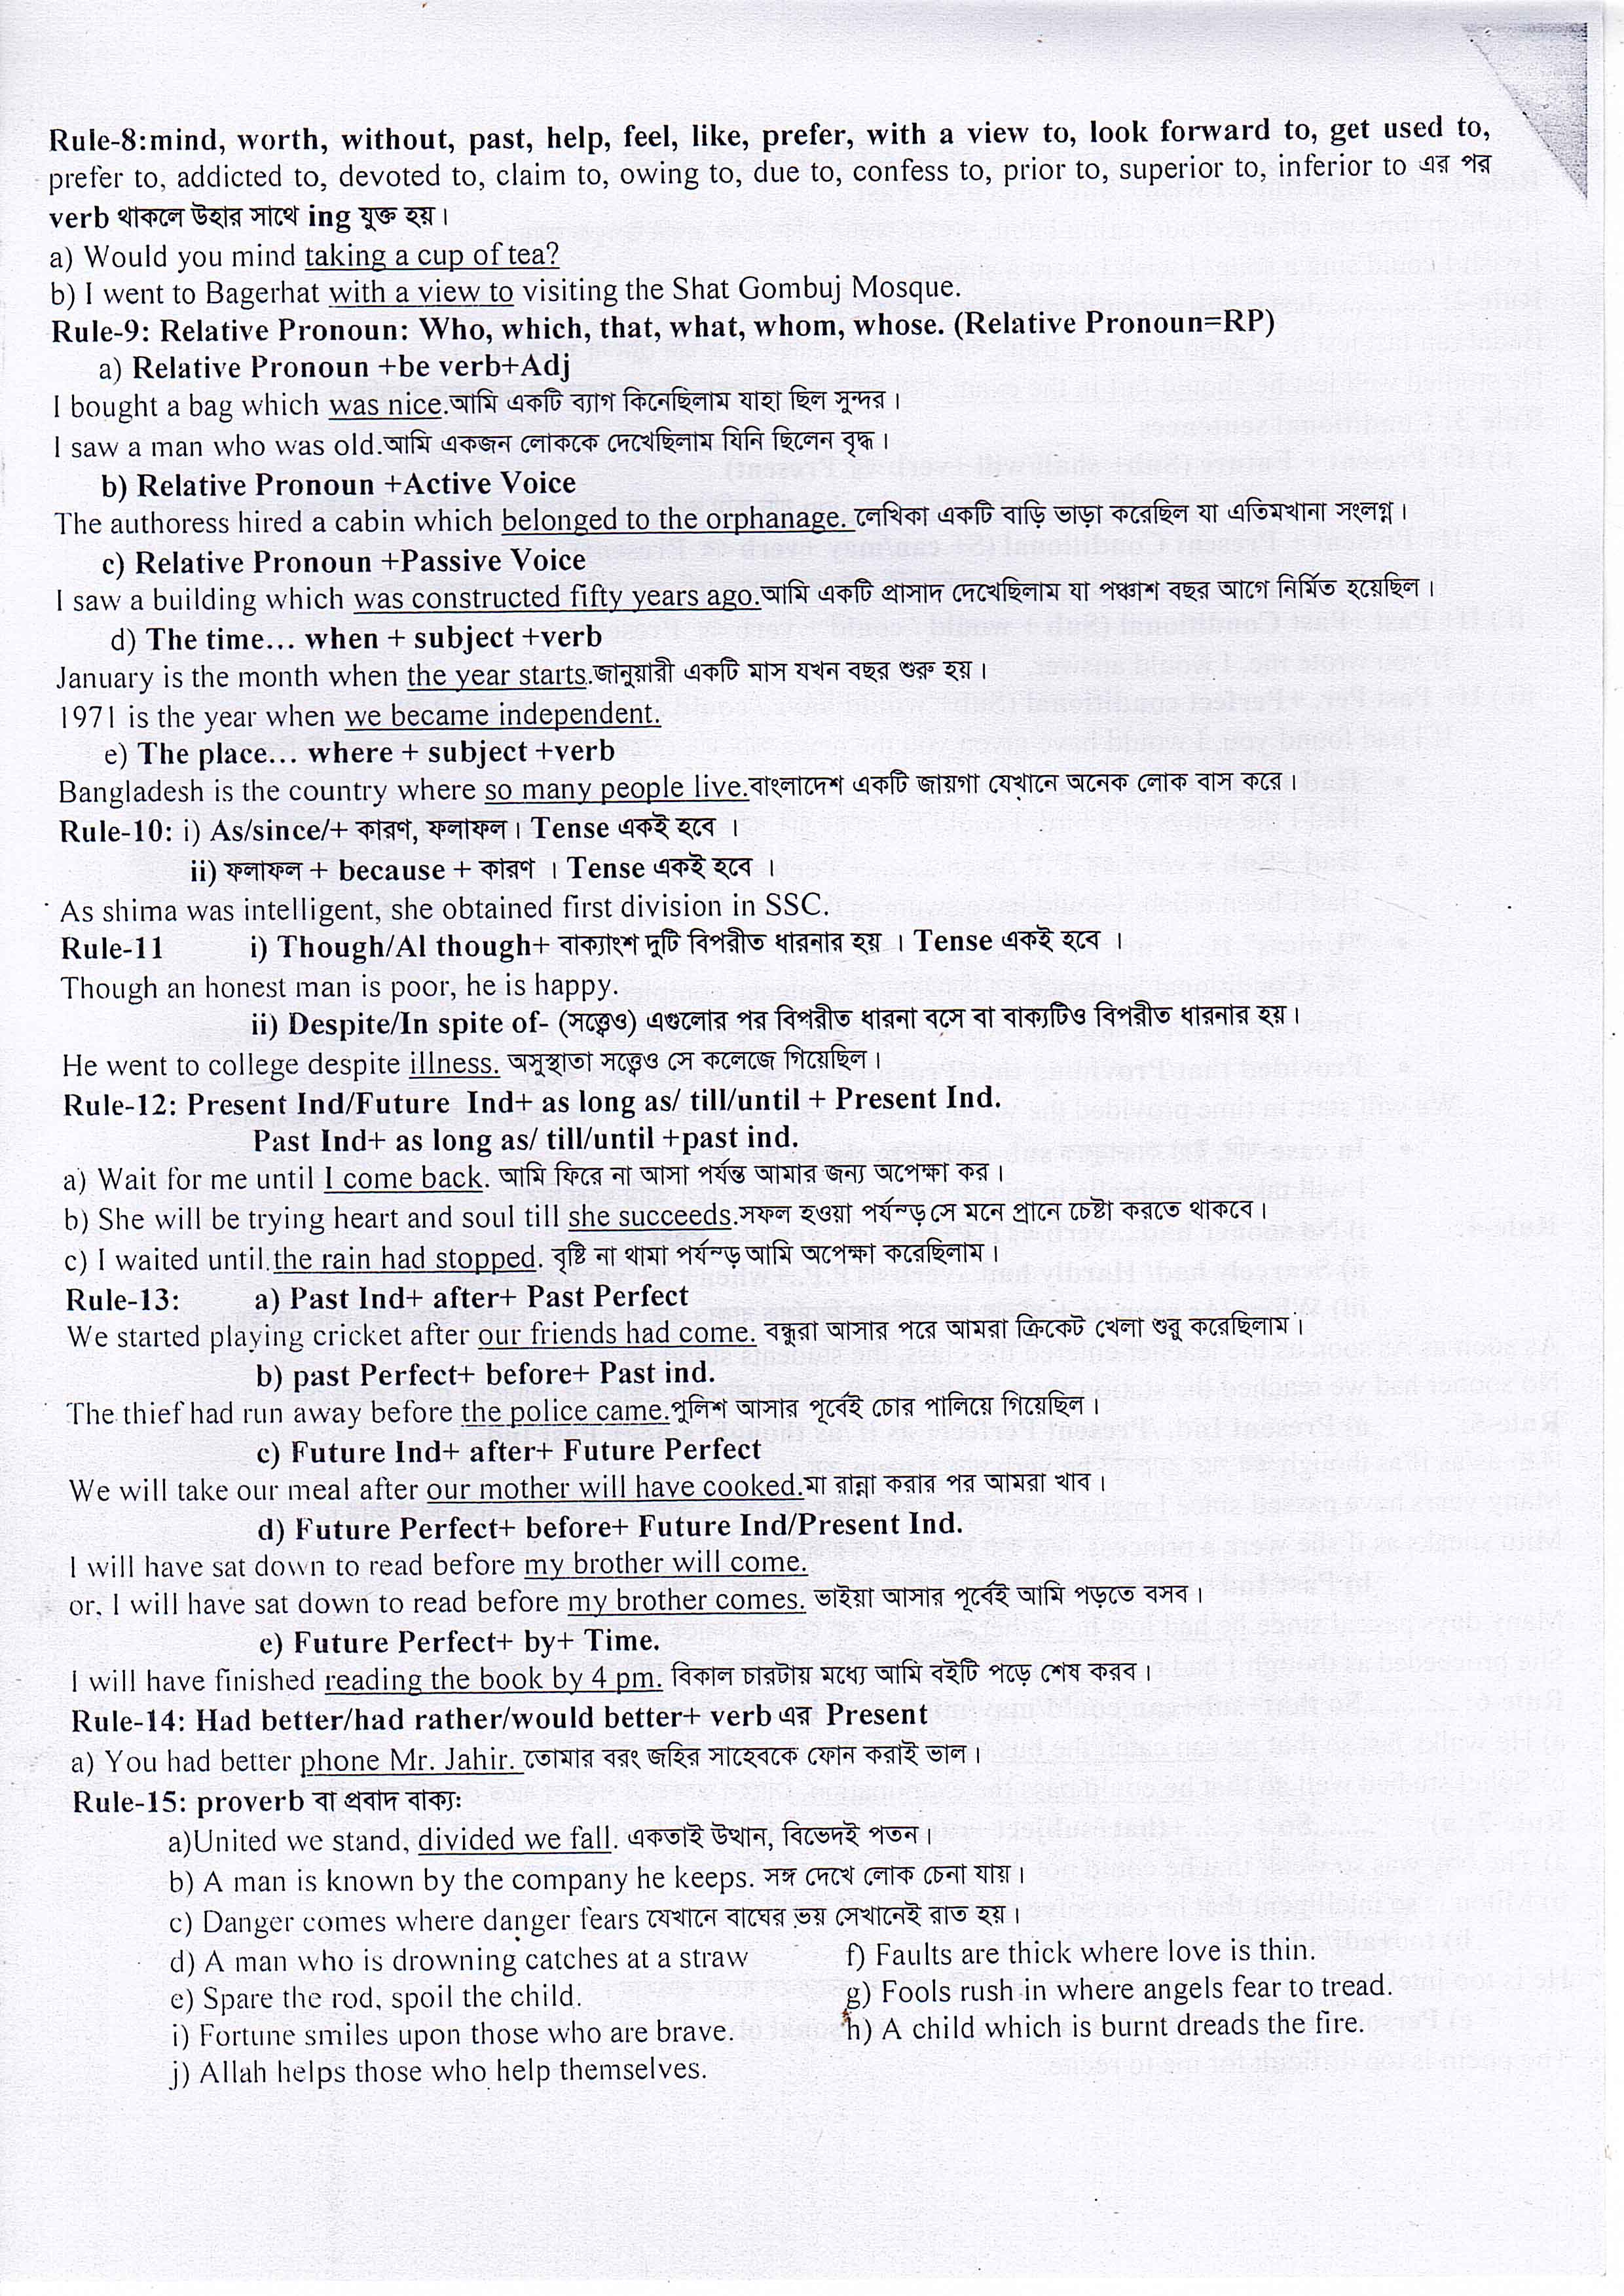 Rule-8:mind, worth, without, past, help, feel, like, prefer, with a view to, look forward to, get used to,
prefer to, addicted to, devoted to, claim to, owing to, due to, confess to, prior to, superior to, inferior to এর পর
verb থাকলে উহার সাথে ing যুক্ত হয়।
a) Would you mind taking a cup of tea?
b) I went to Bagerhat with a view to visiting the Shat Gombuj Mosque.
Rule-9: Relative Pronoun: Who, which, that, what, whom, whose. (Relative Pronoun=RP)
a) Relative Pronoun +be verb+Adj
I bought a bag which was nice.আমি একটি ব্যাগ কিনেছিলাম যাহা ছিল সুন্দর।
I saw a man who was old.আমি একজন লোককে দেখেছিলাম যিনি ছিলেন বৃদ্ধ।
b) Relative Pronoun +Active Voice
The authoress hired a cabin which belonged to the orphanage. লেখিকা একটি বাড়ি ভাড়া করেছিল যা এতিমখানা সংলগ্ন।
c) Relative Pronoun +Passive Voice
I saw a building which was constructed fifty years ago.আমি একটি প্রাসাদ দেখেছিলাম যা পঞ্চাশ বছর আগে নির্মিত হয়েছিল।
d) The time... when + subject +verb
January is the month when the year starts.জানুয়ারী একটি মাস যখন বছর শুরু হয়।
1971 is the year when we became independent.
e) The place... where + subject +verb
Bangladesh is the country where so many people live.বাংলাদেশ একটি জায়গা যেখানে অনেক লোক বাস করে।
Rule-10: i) As/since/+ কারণ, ফলাফল। Tense একই হবে ।
ii) ফলাফল + because + কারণ । Tense একই হবে ।
As shima was intelligent, she obtained first division in SSC.
Rule-11 i) Though/Al though+ বাক্যাংশ দুটি বিপরীত ধারনার হয় । Tense একই হবে ।
Though an honest man is poor, he is happy.
ii) Despite/In spite of- (সত্ত্বেও) এগুলোর পর বিপরীত ধারনা বসে বা বাক্যটিও বিপরীত ধারনার হয়।
He went to college despite illness. অসুস্থাতা সত্ত্বেও সে কলেজে গিয়েছিল।
Rule-12: Present Ind/Future Ind+ as long as/ till/until + Present Ind.
Past Ind+ as long as/ till/until +past ind.
a) Wait for me until I come back. আমি ফিরে না আসা পর্যন্ত আমার জন্য অপেক্ষা কর।
b) She will be trying heart and soul till she succeeds.সফল হওয়া পর্যন্ড় সে মনে প্রানে চেষ্টা করতে থাকবে।
c) I waited until the rain had stopped. বৃষ্টি না থামা পর্যন্ড় আমি অপেক্ষা করেছিলাম।
Rule-13: a) Past Ind+ after+ Past Perfect
We started playing cricket after our friends had come. বন্ধুরা আসার পরে আমরা ক্রিকেট খেলা শুরু করেছিলাম।
b) past Perfect+ before+ Past ind.
The thief had run away before the police came.পুলিশ আসার পূর্বেই চোর পালিয়ে গিয়েছিল।
c) Future Ind+ after+ Future Perfect
We will take our meal after our mother will have cooked.মা রান্না করার পর আমরা খাব।
d) Future Perfect+ before+ Future Ind/Present Ind.
I will have sat down to read before my brother will come.
or, I will have sat down to read before my brother comes. ভাইয়া আসার পূর্বেই আমি পড়তে বসব।
e) Future Perfect+ by+ Time.
I will have finished reading the book by 4 pm. বিকাল চারটায় মধ্যে আমি বইটি পড়ে শেষ করব।
Rule-14: Had better/had rather/would better+ verb এর Present
a) You had better phone Mr. Jahir. তোমার বরং জহির সাহেবকে ফোন করাই ভাল।
Rule-15: proverb বা প্রবাদ বাক্য:
a)United we stand, divided we fall. একতাই উত্থান, বিভেদই পতন।
b) A man is known by the company he keeps. সঙ্গ দেখে লোক চেনা যায়।
c) Danger comes where danger fears যেখানে বাঘের ভয় সেখানেই রাত হয়।
d) A man who is drowning catches at a straw f) Faults are thick where love is thin.
e) Spare the rod, spoil the child. g) Fools rush in where angels fear to tread.
i) Fortune smiles upon those who are brave. h) A child which is burnt dreads the fire.
j) Allah helps those who help themselves.